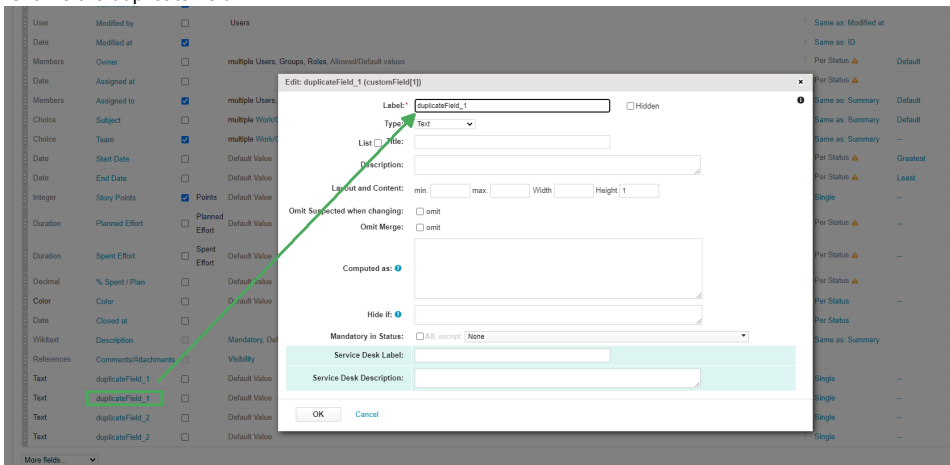 User Modified by Users Same as: Modified at
Date Modified at Same as: ID
Members Owner multiple Users, Groups, Roles, Allowed/Default values Per Status Default
Date Assigned at Per Status
Edit: duplicateField_1 (customField[1]) ×
Members Assigned to multiple Users, Same as: Summary Default
Label:* duplicateField_1 Hidden
Choice Subject multiple Work/C Same as: Summary Default
Type: Text
Choice Team multiple Work/C Same as: Summary --
List Title:
Date Start Date Default Value Per Status Greatest
Description:
Date End Date Default Value Per Status Least
Layout and Content: min. max. Width Height 1
Integer Story Points Points Default Value Single --
Omit Suspected when changing: omit
Duration Planned Effort Planned Effort Default Value Per Status --
Omit Merge: omit
Duration Spent Effort Spent Effort Default Value Per Status --
Computed as:
Decimal % Spent / Plan Default Value Per Status --
Color Color Default Value Per Status --
Hide if:
Date Closed at Per Status
Mandatory in Status: All, except: None
Wikitext Description Mandatory, Def Same as: Summary
Service Desk Label:
References Comments/Attachments Visibility
Service Desk Description:
Text duplicateField_1 Default Value Single --
Text duplicateField_1 Default Value Single --
OK Cancel
Text duplicateField_2 Default Value Single --
Text duplicateField_2 Default Value Single --
More fields...